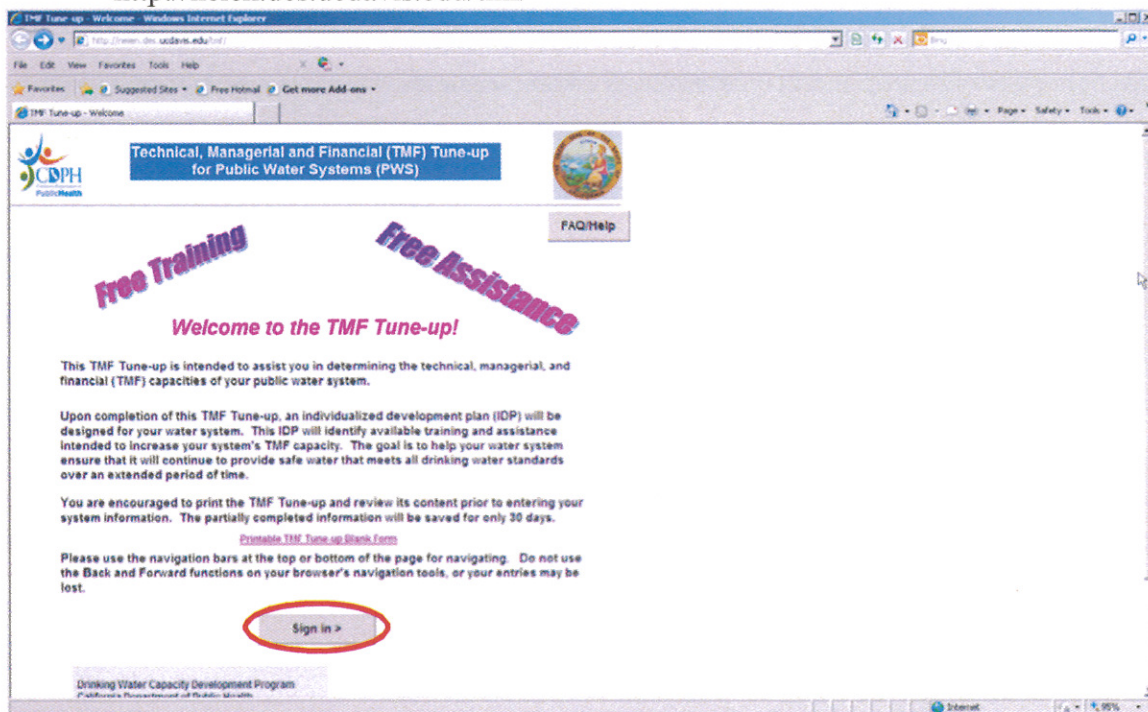 TMF Tune-up - Welcome - Windows Internet Explorer
Bing
File Edit View Favorites Tools Help
Favorites Suggested Sites Free Hotmail Get more Add-ons
TMF Tune-up - Welcome
Page Safety Tools
CDPH
PublicHealth
Technical, Managerial and Financial (TMF) Tune-up
for Public Water Systems (PWS)
FAQ/Help
Free Training
Free Assistance
Welcome to the TMF Tune-up!
This TMF Tune-up is intended to assist you in determining the technical, managerial, and
financial (TMF) capacities of your public water system.
Upon completion of this TMF Tune-up, an individualized development plan (IDP) will be
designed for your water system. This IDP will identify available training and assistance
intended to increase your system's TMF capacity. The goal is to help your water system
ensure that it will continue to provide safe water that meets all drinking water standards
over an extended period of time.
You are encouraged to print the TMF Tune-up and review its content prior to entering your
system information. The partially completed information will be saved for only 30 days.
Printable TMF Tune-up Blank Form
Please use the navigation bars at the top or bottom of the page for navigating. Do not use
the Back and Forward functions on your browser's navigation tools, or your entries may be
lost.
Sign in >
Drinking Water Capacity Development Program
California Department of Public Health
Internet 95%